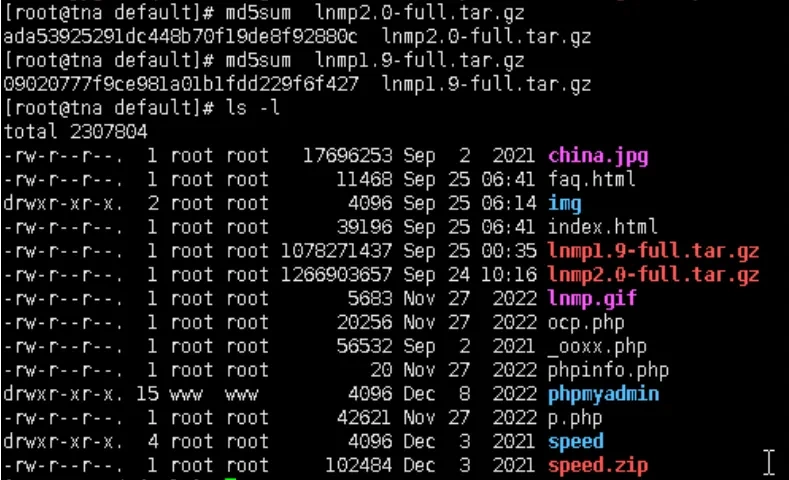 [root@tna default]# md5sum  lnmp2.0-full.tar.gz
ada53925291dc448b70f19de8f92880c  lnmp2.0-full.tar.gz
[root@tna default]# md5sum  lnmp1.9-full.tar.gz
09020777f9ce981a01b1fdd229f6f427  lnmp1.9-full.tar.gz
[root@tna default]# ls -l
total 2307804
-rw-r--r--.  1 root root   17696253 Sep  2  2021 china.jpg
-rw-r--r--.  1 root root      11468 Sep 25 06:41 faq.html
drwxr-xr-x.  2 root root       4096 Sep 25 06:14 img
-rw-r--r--.  1 root root      39196 Sep 25 06:41 index.html
-rw-r--r--.  1 root root 1078271437 Sep 25 00:35 lnmp1.9-full.tar.gz
-rw-r--r--.  1 root root 1266903657 Sep 24 10:16 lnmp2.0-full.tar.gz
-rw-r--r--.  1 root root       5683 Nov 27  2022 lnmp.gif
-rw-r--r--.  1 root root      20256 Nov 27  2022 ocp.php
-rw-r--r--.  1 root root      56532 Sep  2  2021 _ooxx.php
-rw-r--r--.  1 root root         20 Nov 27  2022 phpinfo.php
drwxr-xr-x. 15 www  www        4096 Dec  8  2022 phpmyadmin
-rw-r--r--.  1 root root      42621 Nov 27  2022 p.php
drwxr-xr-x.  4 root root       4096 Dec  3  2021 speed
-rw-r--r--.  1 root root     102484 Dec  3  2021 speed.zip